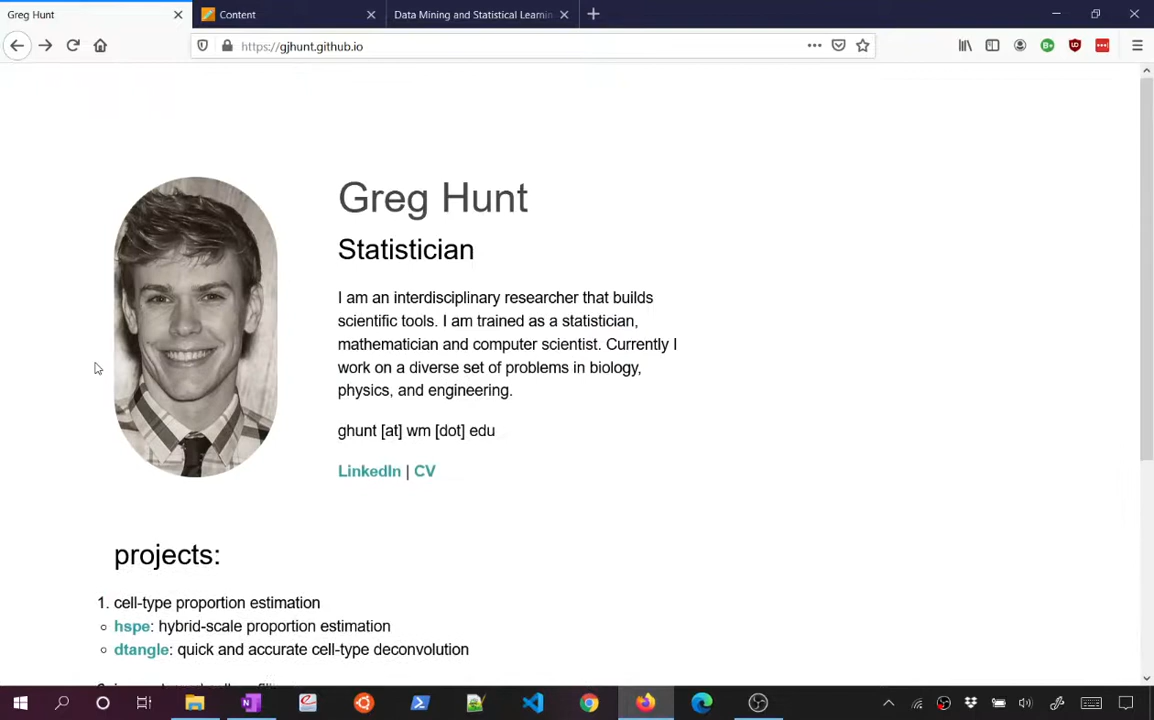 Greg Hunt
Content
Data Mining and Statistical Learnin
https://gjhunt.github.io
Greg Hunt
Statistician
I am an interdisciplinary researcher that builds
scientific tools. I am trained as a statistician,
mathematician and computer scientist. Currently I
work on a diverse set of problems in biology,
physics, and engineering.
ghunt [at] wm [dot] edu
LinkedIn | CV
projects:
1. cell-type proportion estimation
hspe: hybrid-scale proportion estimation
dtangle: quick and accurate cell-type deconvolution